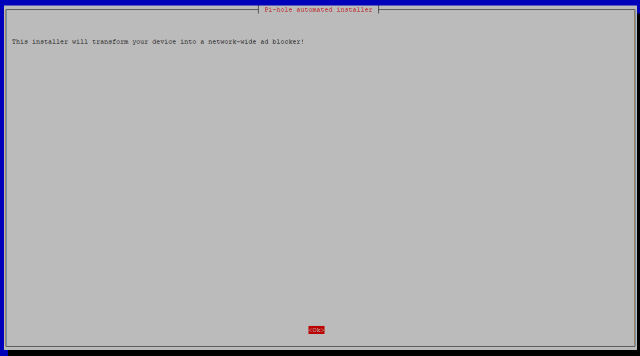 Pi-hole automated installer
This installer will transform your device into a network-wide ad blocker!
<Ok>